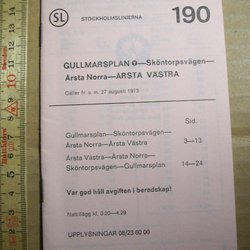 SL STOCKHOLMSLINJERNA 190
GULLMARSPLAN T—Sköntorpsvägen—
Årsta Norra—ÅRSTA VÄSTRA
Gäller fr o. m. 27 augusti 1973
Sid.
Gullmarsplan—Sköntorpsvägen—
Årsta Norra—Årsta Västra 3—13
Årsta Västra—Årsta Norra—
Sköntorpsvägen—Gullmarsplan 14—24
Var god håll avgiften i beredskap!
Nattillägg kl. 0.00—4.29
UPPLYSNINGAR 08/23 60 00